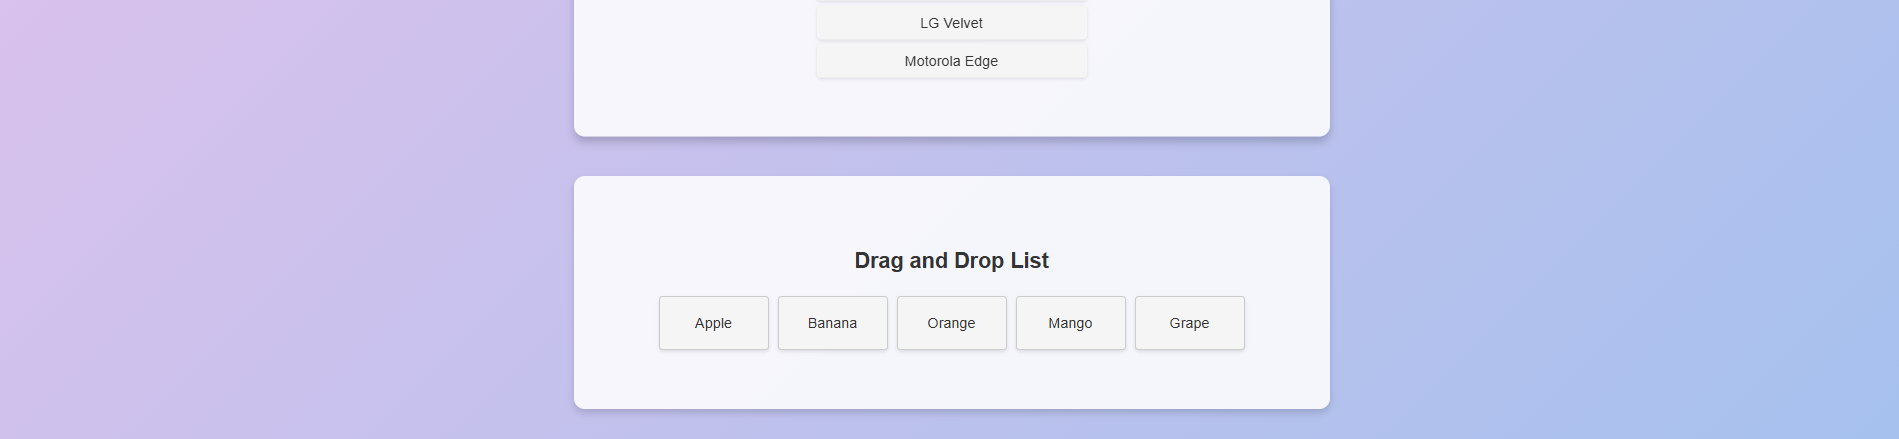 LG Velvet
Motorola Edge
Drag and Drop List
Apple Banana Orange Mango Grape